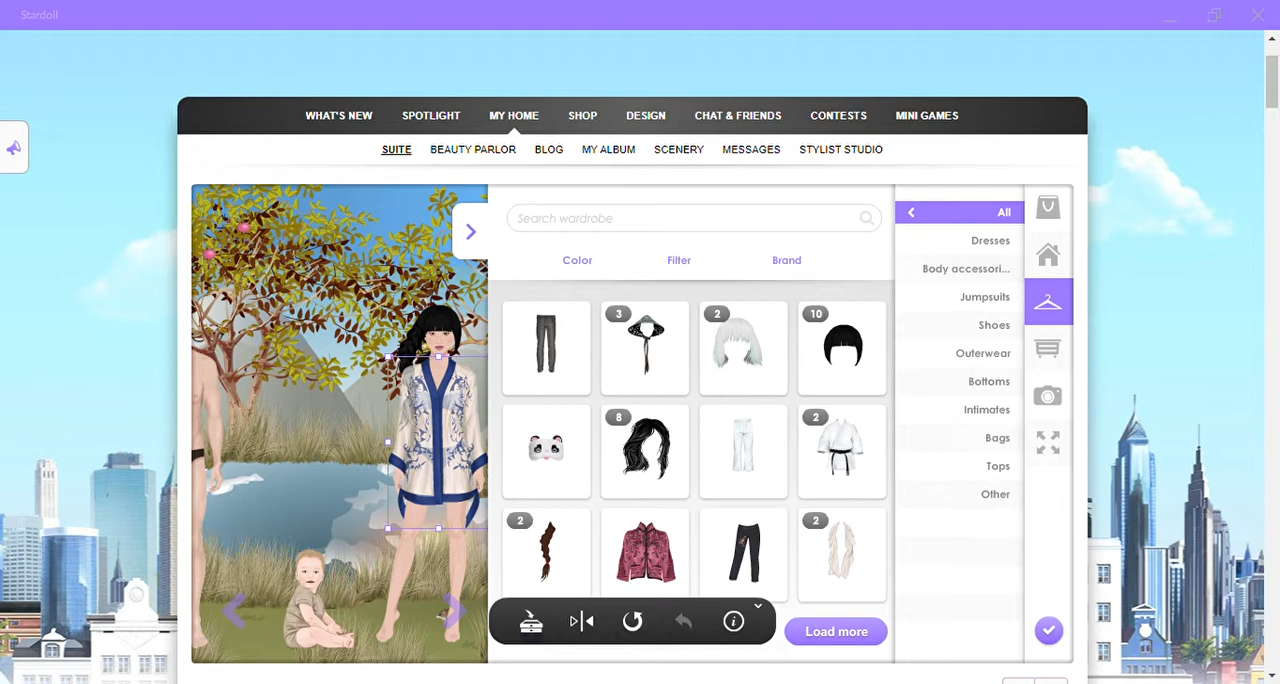 Stardoll
WHAT'S NEW SPOTLIGHT MY HOME SHOP DESIGN CHAT & FRIENDS CONTESTS MINI GAMES
SUITE BEAUTY PARLOR BLOG MY ALBUM SCENERY MESSAGES STYLIST STUDIO
Search wardrobe
Color Filter Brand
All
Dresses
Body accessori...
Jumpsuits
Shoes
Outerwear
Bottoms
Intimates
Bags
Tops
Other
3 2 10
8 2
2 2
Load more